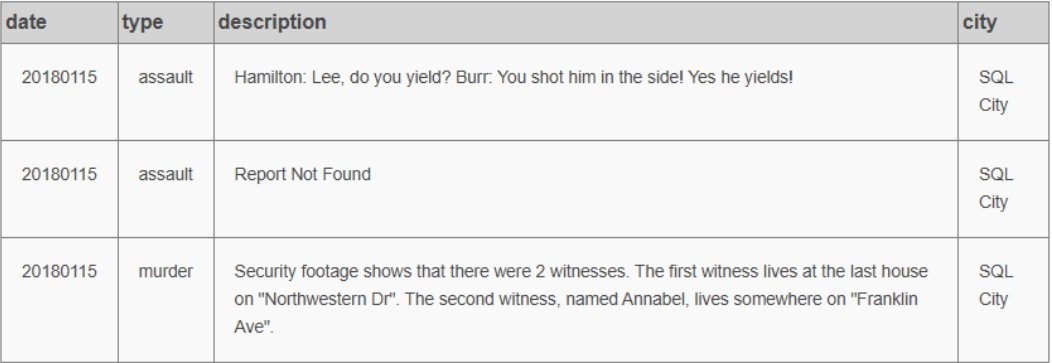 date type description city
20180115 assault Hamilton: Lee, do you yield? Burr: You shot him in the side! Yes he yields! SQL
City
20180115 assault Report Not Found SQL
City
20180115 murder Security footage shows that there were 2 witnesses. The first witness lives at the last house SQL
on "Northwestern Dr". The second witness, named Annabel, lives somewhere on "Franklin City
Ave".